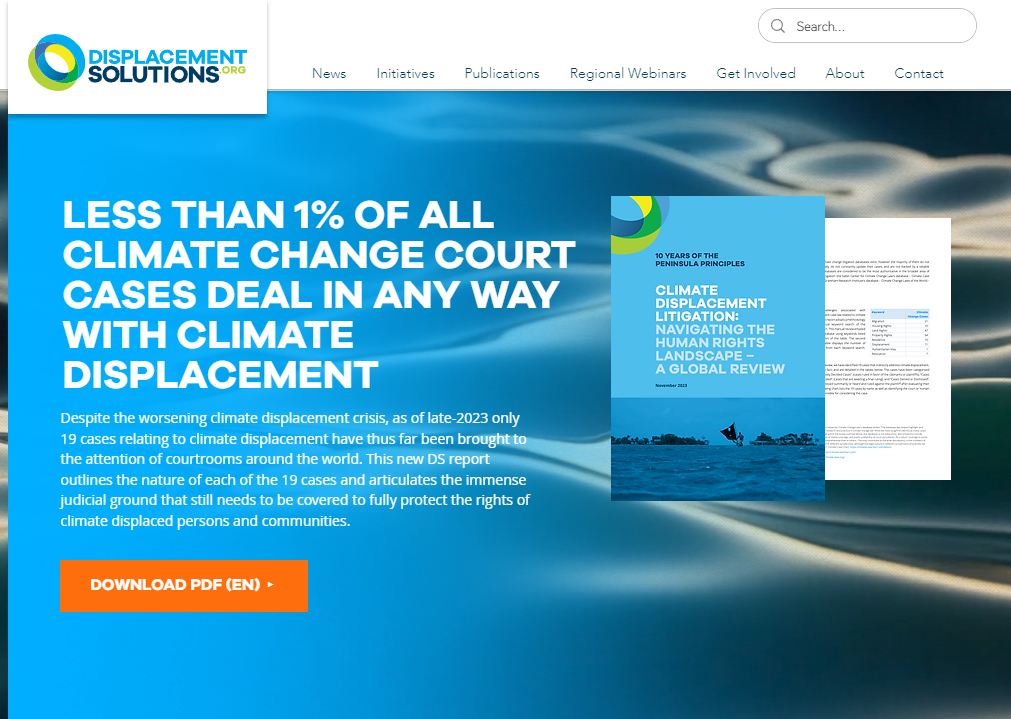 DISPLACEMENT
SOLUTIONS.ORG
Search...
News
Initiatives
Publications
Regional Webinars
Get Involved
About
Contact
LESS THAN 1% OF ALL
CLIMATE CHANGE COURT
CASES DEAL IN ANY WAY
WITH CLIMATE
DISPLACEMENT
Despite the worsening climate displacement crisis, as of late-2023 only
19 cases relating to climate displacement have thus far been brought to
the attention of courtrooms around the world. This new DS report
outlines the nature of each of the 19 cases and articulates the immense
judicial ground that still needs to be covered to fully protect the rights of
climate displaced persons and communities.
DOWNLOAD PDF (EN) ▸
10 YEARS OF THE
PENINSULA PRINCIPLES
CLIMATE
DISPLACEMENT
LITIGATION:
NAVIGATING THE
HUMAN RIGHTS
LANDSCAPE –
A GLOBAL REVIEW
November 2023